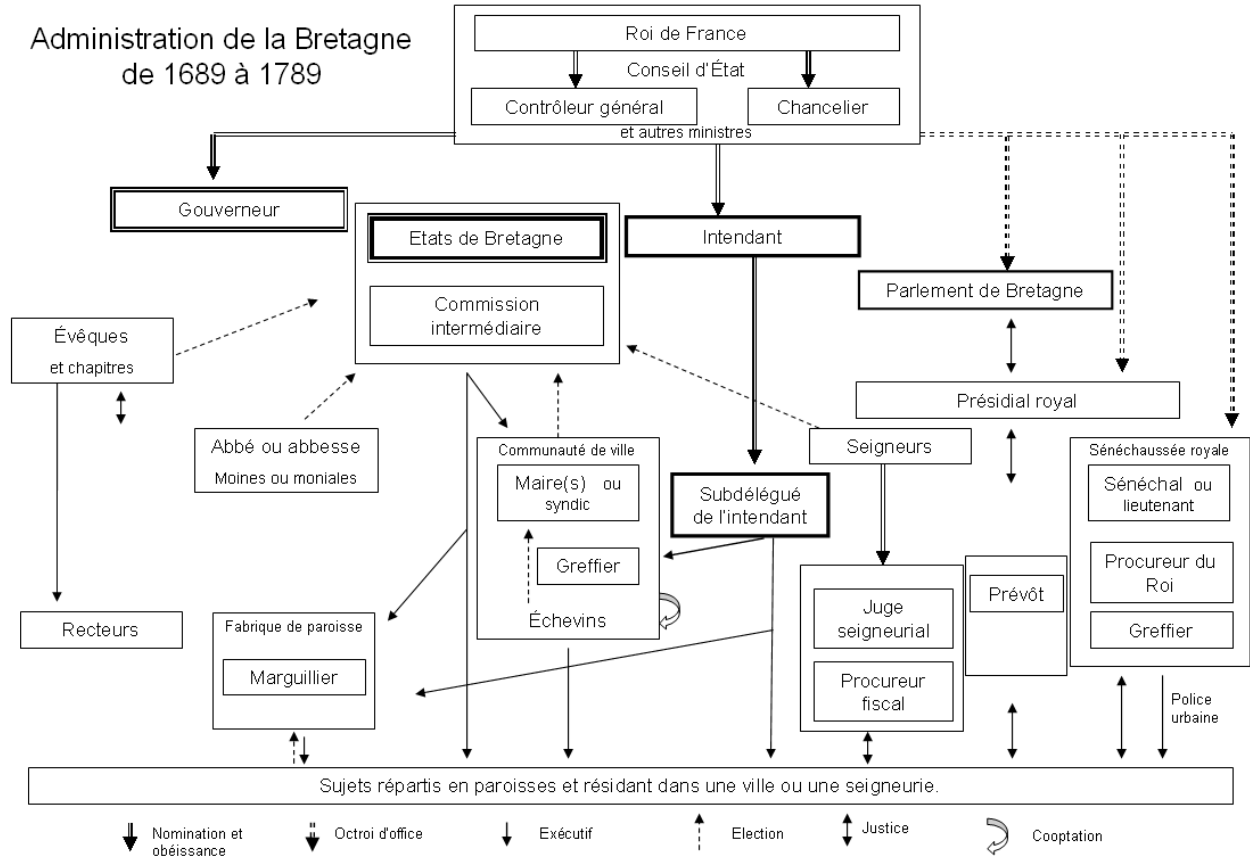 Administration de la Bretagne
de 1689 à 1789
Roi de France
Conseil d'État
Contrôleur général
Chancelier
et autres ministres
Gouverneur
Etats de Bretagne
Intendant
Commission
intermédiaire
Parlement de Bretagne
Évêques
et chapitres
Présidial royal
Abbé ou abbesse
Moines ou moniales
Communauté de ville
Maire(s) ou
syndic
Greffier
Échevins
Seigneurs
Subdélégué
de l'intendant
Sénéchaussée royale
Sénéchal ou
lieutenant
Procureur du
Roi
Greffier
Prévôt
Juge
seigneurial
Procureur
fiscal
Recteurs
Fabrique de paroisse
Marguillier
Police
urbaine
Sujets répartis en paroisses et résidant dans une ville ou une seigneurie.
Nomination et
obéissance
Octroi d'office
Exécutif
Election
Justice
Cooptation